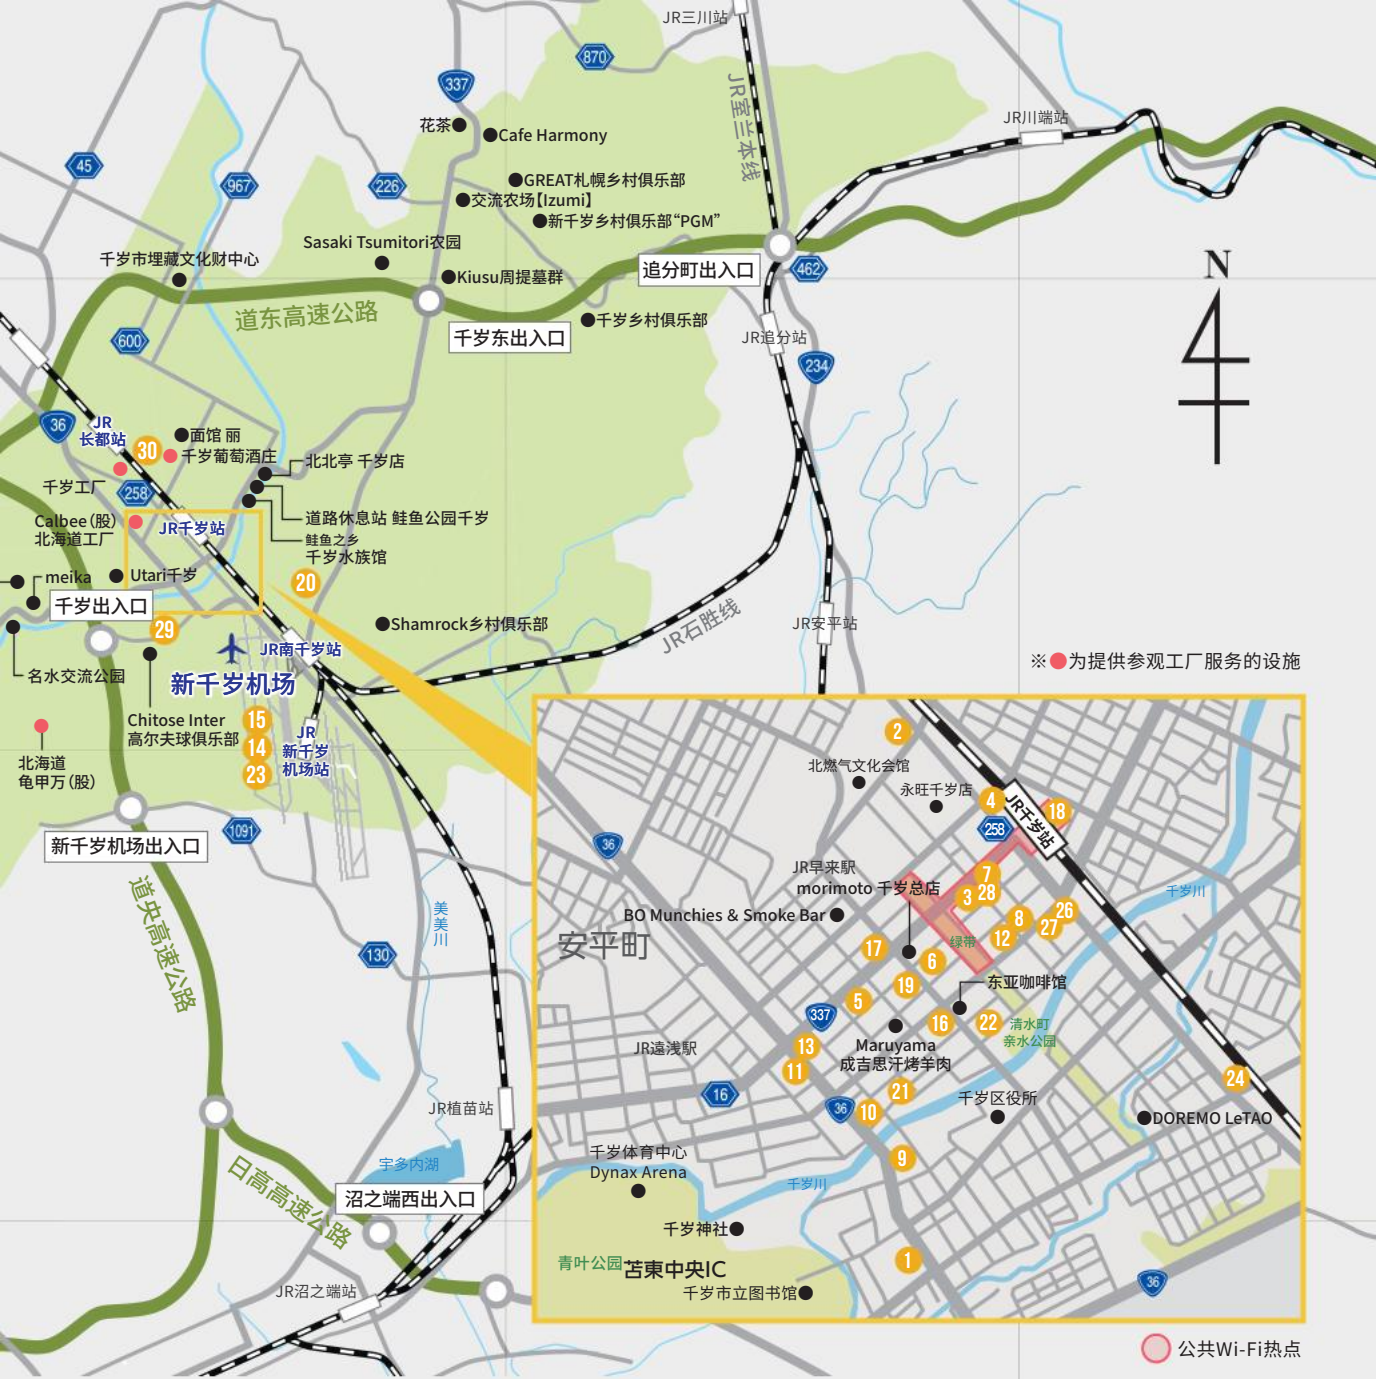 JR三川站
870
337
JR室兰本线
花茶
Cafe Harmony
JR川端站
45
967
226
GREAT札幌乡村俱乐部
交流农场【Izumi】
新千岁乡村俱乐部“PGM”
Sasaki Tsumitori农园
千岁市埋藏文化财中心
Kiusu周提墓群
追分町出入口
462
N
道东高速公路
千岁东出入口
千岁乡村俱乐部
JR追分站
600
234
36
JR
长都站
30
面馆 丽
千岁葡萄酒庄
北北亭 千岁店
千岁工厂
258
Calbee（股）
北海道工厂
JR千岁站
道路休息站 鲑鱼公园千岁
鲑鱼之乡
千岁水族馆
meika
Utari千岁
20
千岁出入口
29
Shamrock乡村俱乐部
JR石胜线
JR安平站
JR南千岁站
名水交流公园
新千岁机场
※●为提供参观工厂服务的设施
Chitose Inter
高尔夫球俱乐部
15
14
23
JR
新千岁
机场站
北海道
龟甲万（股）
新千岁机场出入口
1091
道央高速公路
美美川
130
JR植苗站
宇多内湖
沼之端西出入口
日高高速公路
JR沼之端站
2
北燃气文化会馆
永旺千岁店
4
JR千岁站
18
258
36
JR早来駅
morimoto 千岁总店
7
3
28
千岁川
BO Munchies & Smoke Bar
8
26
27
12
安平町
17
绿带
6
19
东亚咖啡馆
5
337
16
22
清水町
亲水公园
13
Maruyama
成吉思汗烤羊肉
JR遠浅駅
11
24
16
21
36
10
千岁区役所
DOREMO LeTAO
千岁体育中心
Dynax Arena
9
千岁川
千岁神社
青叶公园
苫東中央IC
1
千岁市立图书馆
36
公共Wi-Fi热点